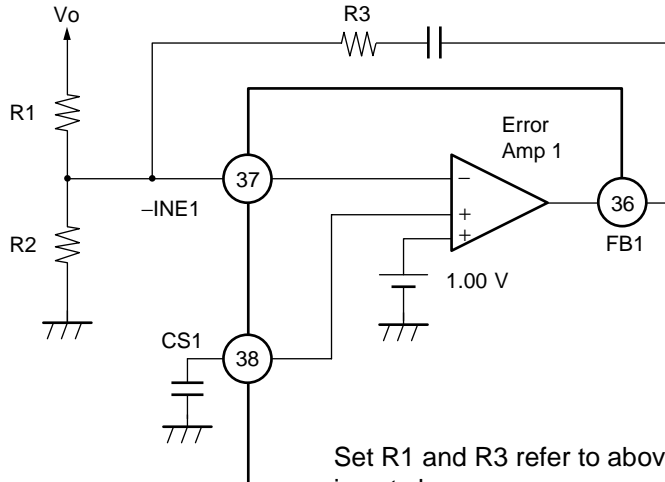 Vo
R3
R1
Error
Amp 1
37
−
36
−INE1
+
+
FB1
R2
1.00 V
CS1
38
Set R1 and R3 refer to abov